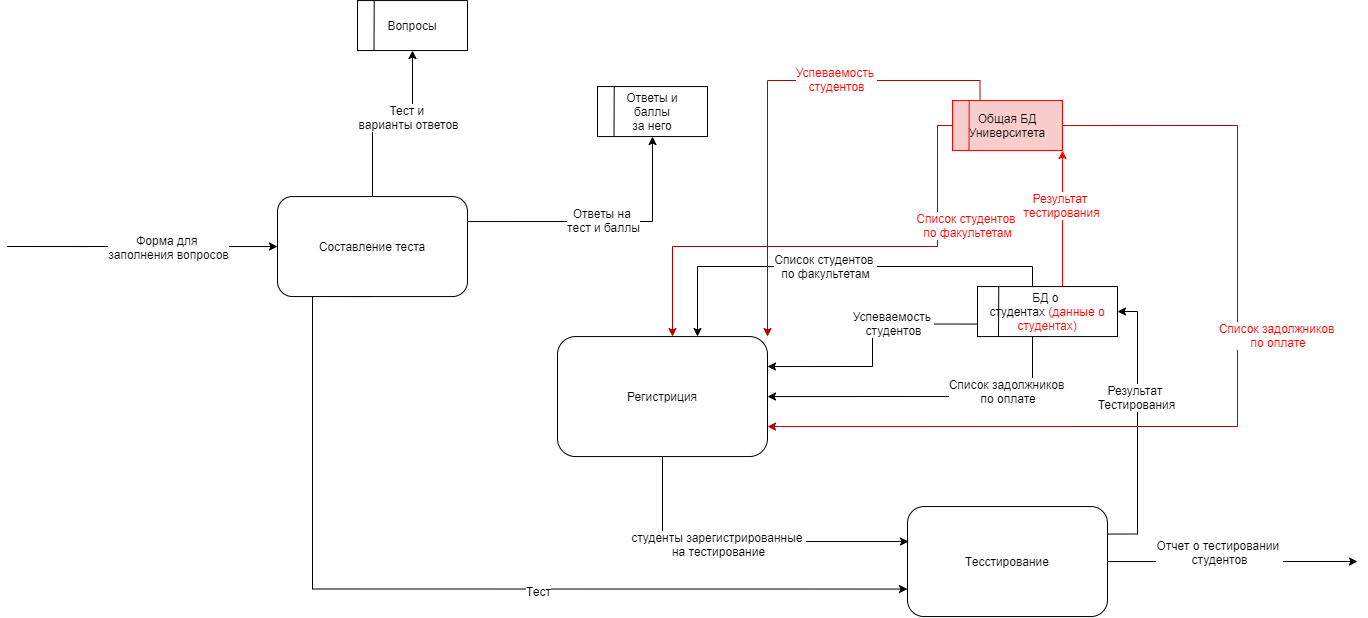 Вопросы
Тест и
варианты ответов
Ответы и
баллы
за него
Успеваемость
студентов
Общая БД
Университета
Форма для
заполнения вопросов
Составление теста
Ответы на
тест и баллы
Список студентов
по факультетам
Результат
тестирования
Список студентов
по факультетам
БД о
студентах (данные о
студентах)
Успеваемость
студентов
Список задолжников
по оплате
Список задолжников
по оплате
Результат
Тестирования
Регистриция
студенты зарегистрированные
на тестирование
Тесстирование
Отчет о тестировании
студентов
Тест